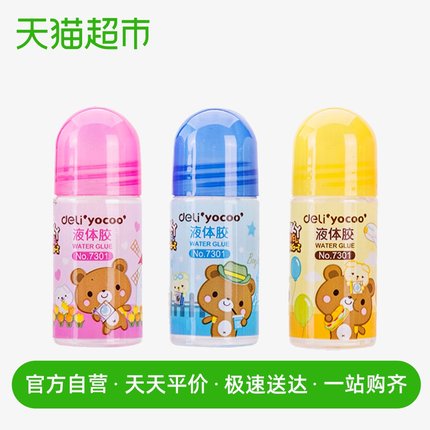 天猫超市
deli yocoo
液体胶
WATER GLUE
No.7301
deli yocoo
液体胶
WATER GLUE
No.7301
deli yocoo
液体胶
WATER GLUE
No.7301
官方自营·天天平价·极速送达·一站购齐